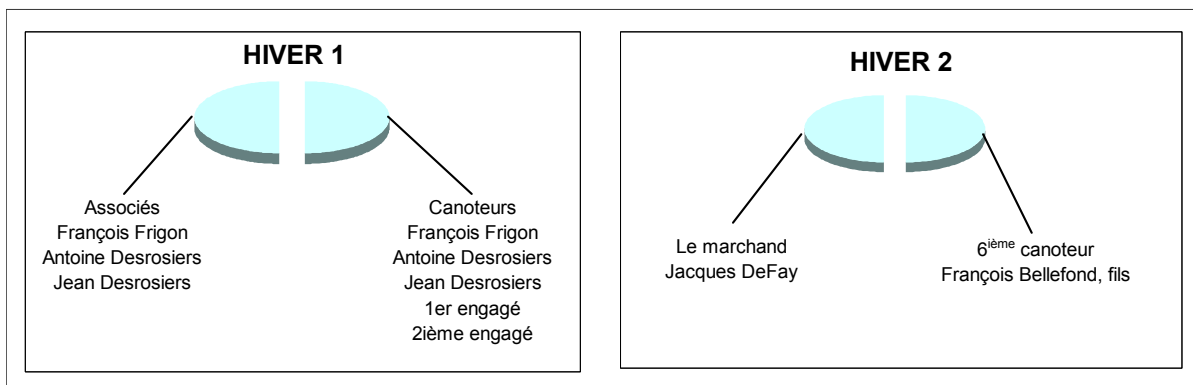 HIVER 1
Associés
François Frigon
Antoine Desrosiers
Jean Desrosiers
Canoteurs
François Frigon
Antoine Desrosiers
Jean Desrosiers
1er engagé
2ième engagé
HIVER 2
Le marchand
Jacques DeFay
6ième canoteur
François Bellefond, fils